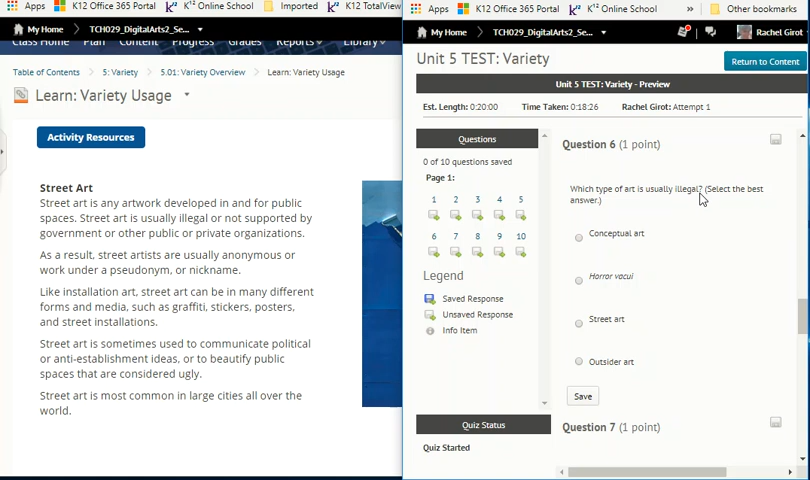 Apps K12 Office 365 Portal K12 Online School Imported K12 TotalView
My Home TCH029_DigitalArts2_Se...
Class Home Plan Content Progress Grades Reports Library
Table of Contents 5: Variety 5.01: Variety Overview Learn: Variety Usage
Learn: Variety Usage
Activity Resources
Street Art
Street art is any artwork developed in and for public
spaces. Street art is usually illegal or not supported by
government or other public or private organizations.
As a result, street artists are usually anonymous or
work under a pseudonym, or nickname.
Like installation art, street art can be in many different
forms and media, such as graffiti, stickers, posters,
and street installations.
Street art is sometimes used to communicate political
or anti-establishment ideas, or to beautify public
spaces that are considered ugly.
Street art is most common in large cities all over the
world.
Apps K12 Office 365 Portal K12 Online School » Other bookmarks
My Home TCH029_DigitalArts2_Se... Rachel Girot
Unit 5 TEST: Variety
Return to Content
Unit 5 TEST: Variety - Preview
Est. Length: 0:20:00 Time Taken: 0:18:26 Rachel Girot: Attempt 1
Questions
0 of 10 questions saved
Page 1:
1 2 3 4 5
6 7 8 9 10
Legend
Saved Response
Unsaved Response
Info Item
Quiz Status
Quiz Started
Question 6 (1 point)
Which type of art is usually illegal? (Select the best
answer.)
Conceptual art
Horror vacui
Street art
Outsider art
Save
Question 7 (1 point)